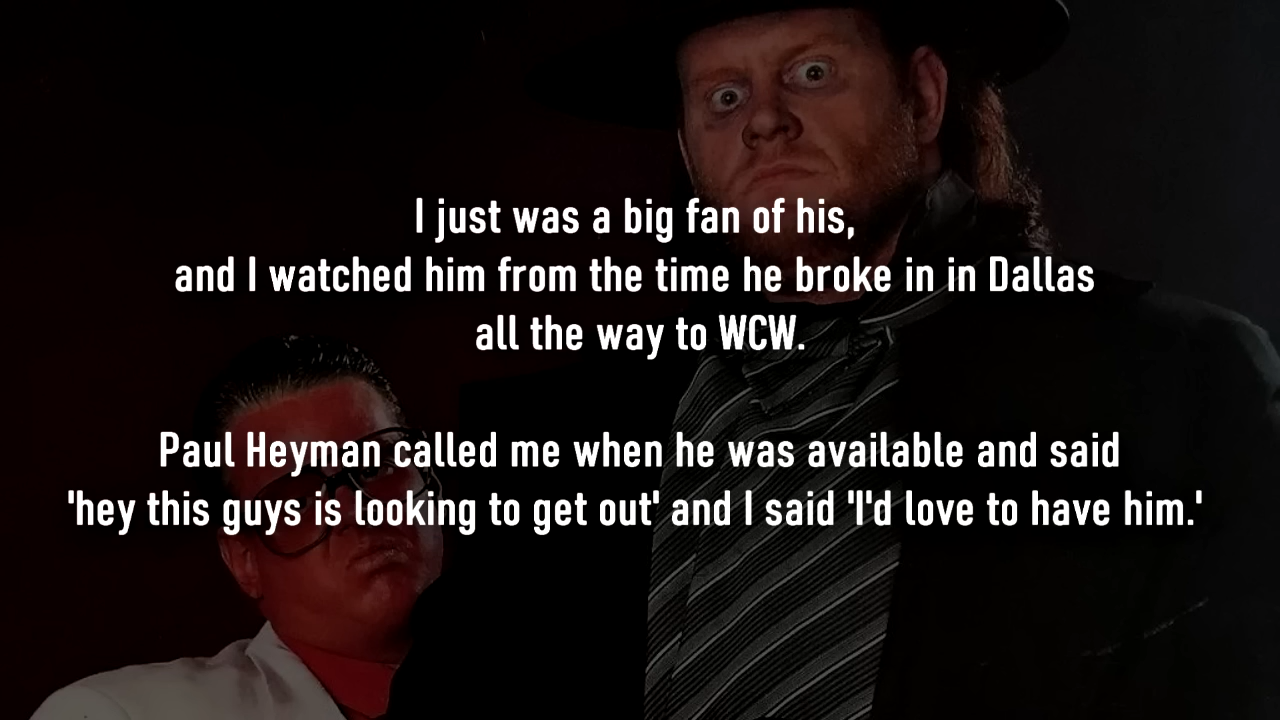 I just was a big fan of his,
and I watched him from the time he broke in in Dallas
all the way to WCW.
Paul Heyman called me when he was available and said
'hey this guys is looking to get out' and I said 'I'd love to have him.'